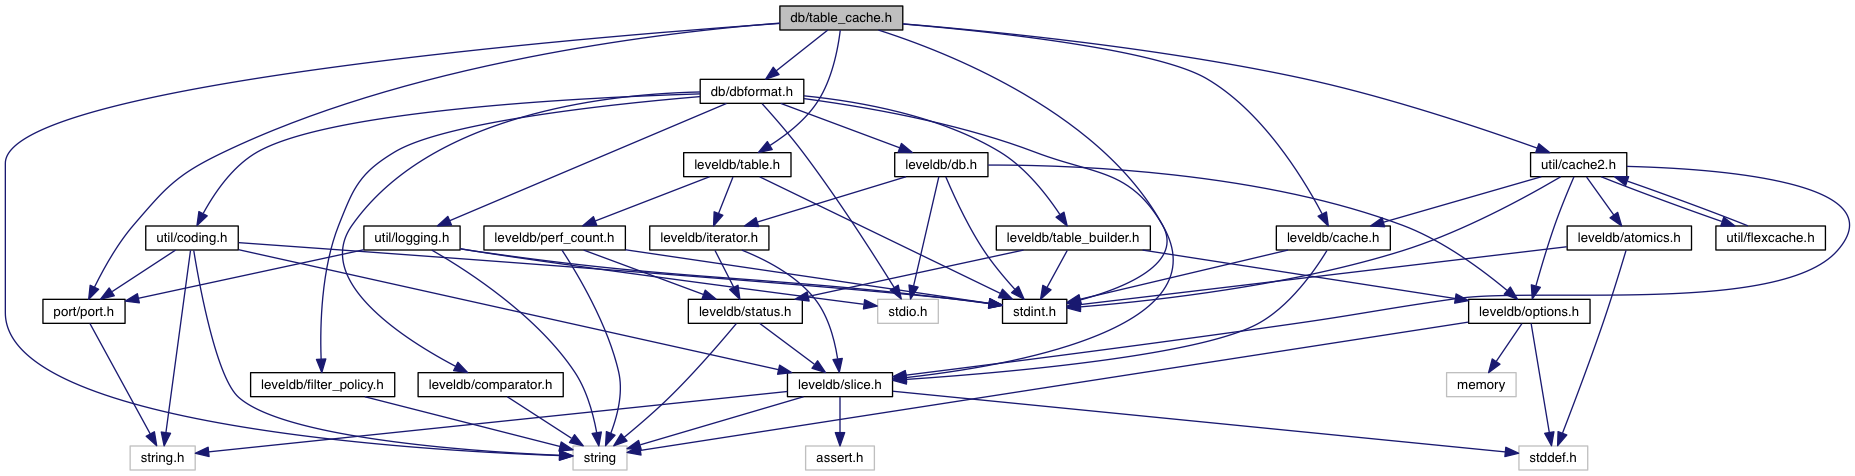 db/table_cache.h
db/dbformat.h
leveldb/table.h
leveldb/db.h
util/cache2.h
util/coding.h
util/logging.h
leveldb/perf_count.h
leveldb/iterator.h
leveldb/table_builder.h
leveldb/cache.h
leveldb/atomics.h
util/flexcache.h
port/port.h
leveldb/status.h
stdio.h
stdint.h
leveldb/options.h
leveldb/filter_policy.h
leveldb/comparator.h
leveldb/slice.h
memory
string.h
string
assert.h
stddef.h